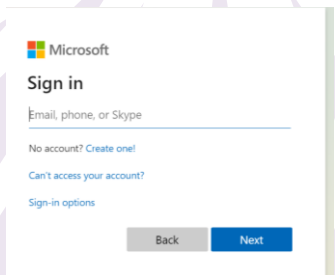 Microsoft
Sign in
Email, phone, or Skype
No account? Create one!
Can't access your account?
Sign-in options
Back Next